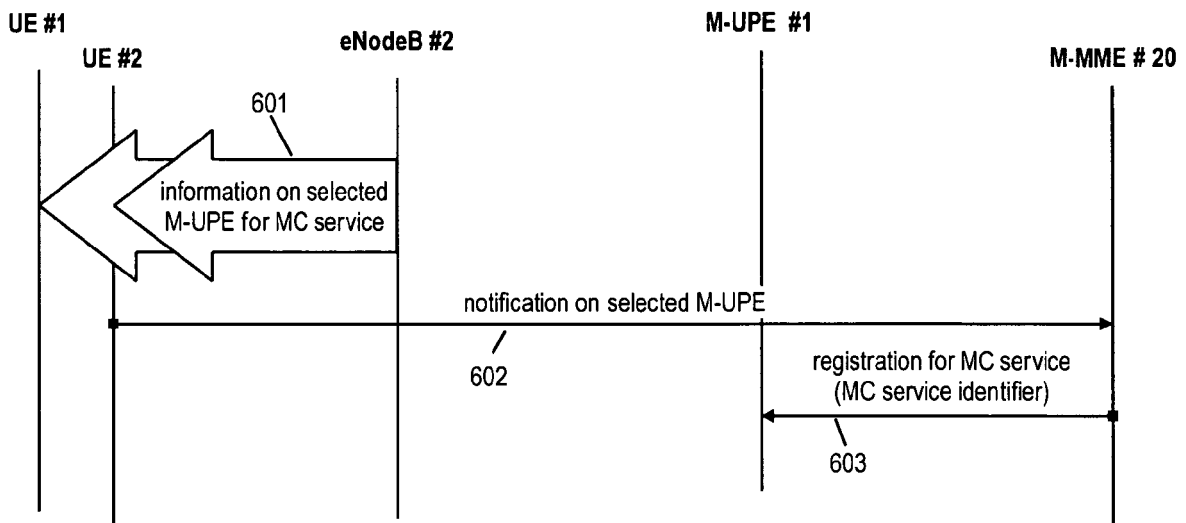 UE #1
UE #2
eNodeB #2
M-UPE #1
M-MME # 20
601
information on selected
M-UPE for MC service
notification on selected M-UPE
602
registration for MC service
(MC service identifier)
603